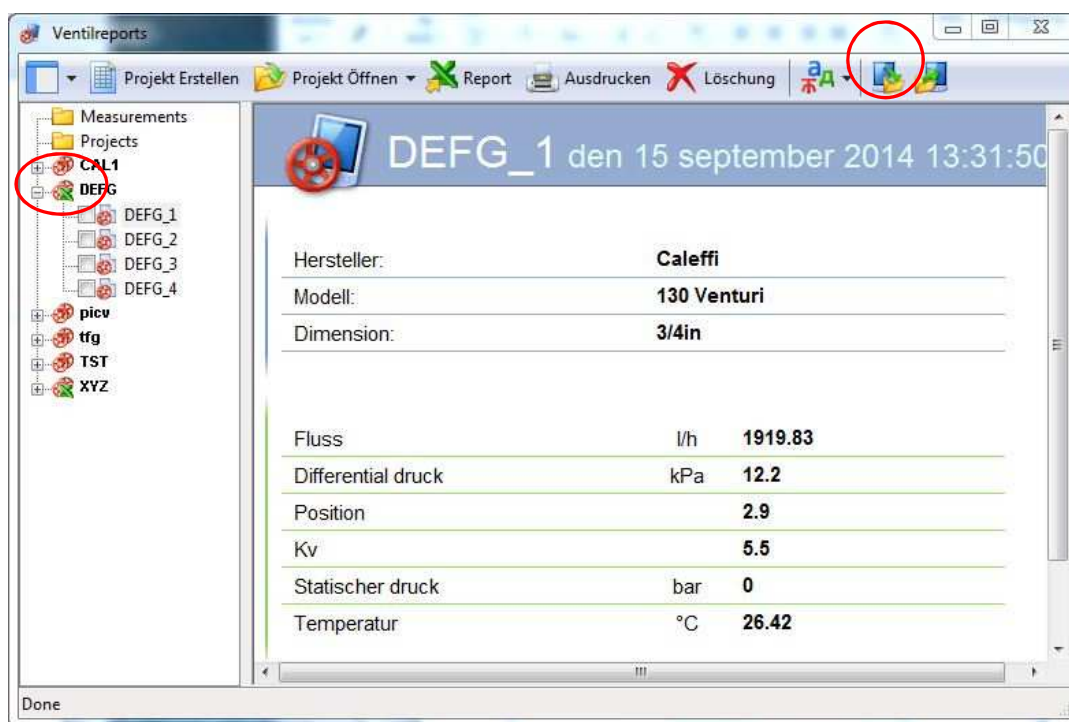 Ventilreports
Projekt Erstellen Projekt Öffnen Report Ausdrucken Löschung
Measurements
Projects
CAL1
DEFG
DEFG_1
DEFG_2
DEFG_3
DEFG_4
picv
tfg
TST
XYZ
DEFG_1 den 15 september 2014 13:31:50
Hersteller: Caleffi
Modell: 130 Venturi
Dimension: 3/4in
Fluss l/h 1919.83
Differential druck kPa 12.2
Position 2.9
Kv 5.5
Statischer druck bar 0
Temperatur °C 26.42
Done